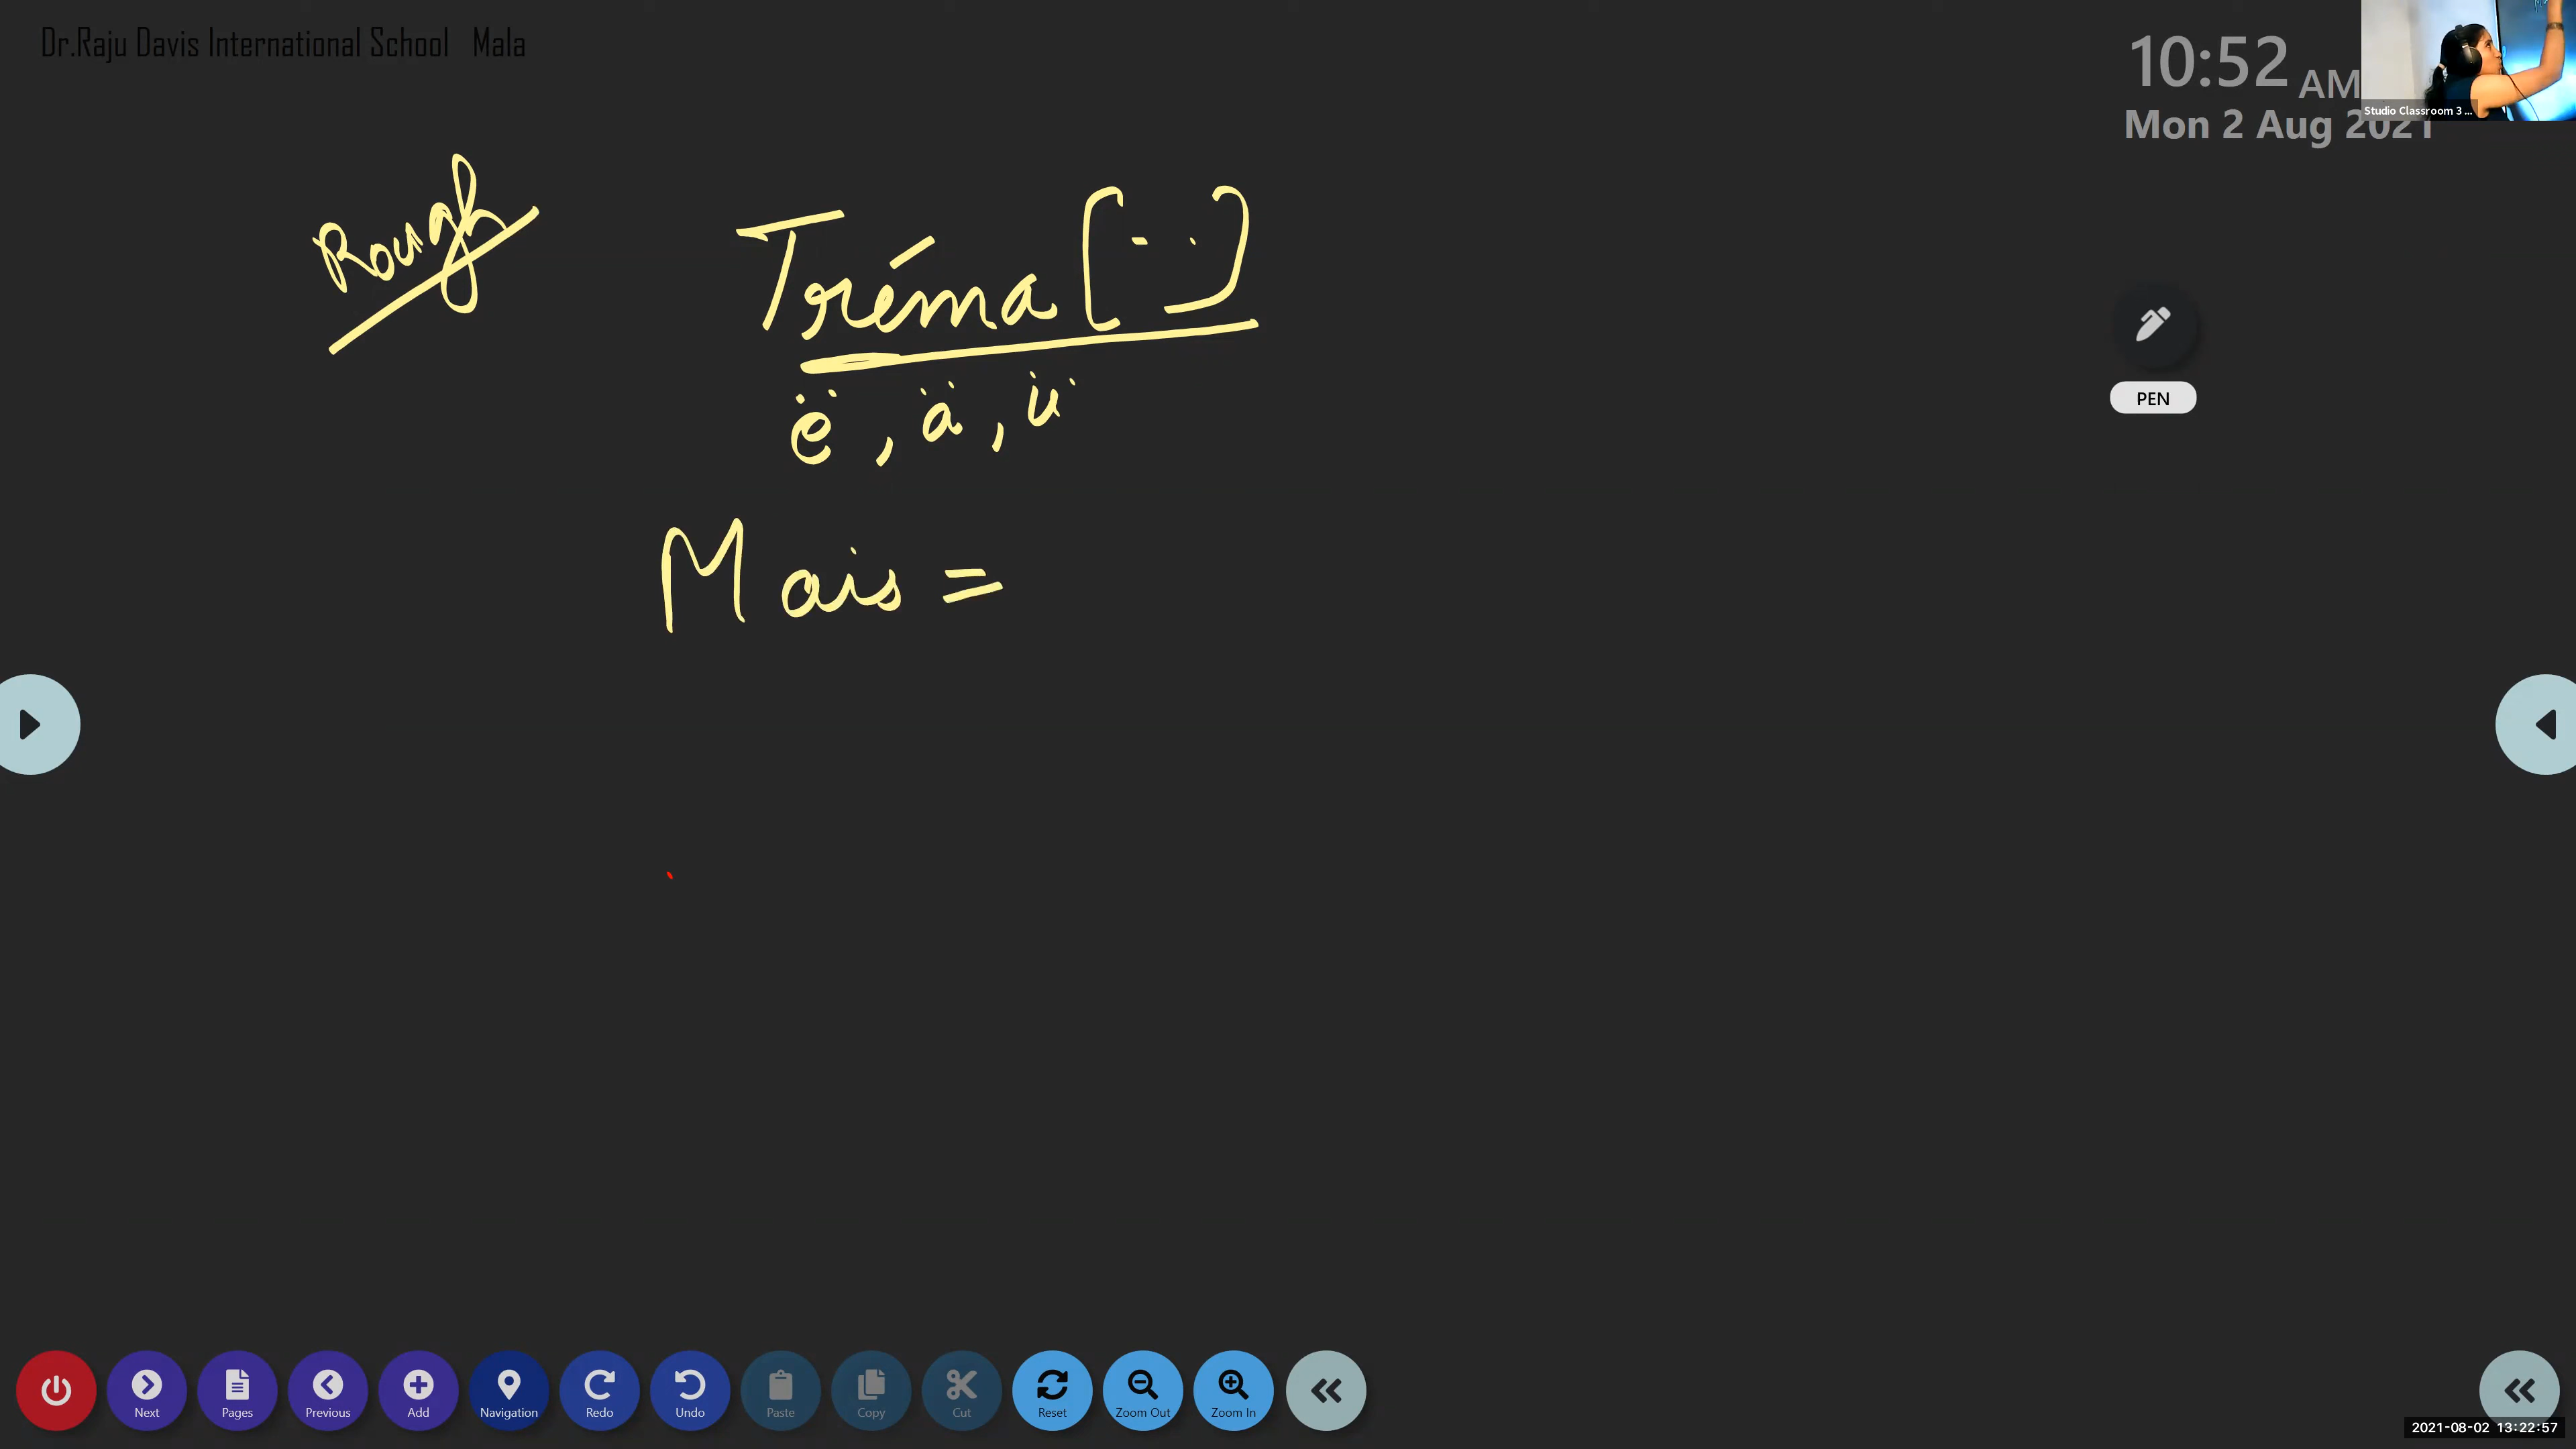 Dr.Raju Davis International School Mala
10:52 AM
Mon 2 Aug 2021
Studio Classroom 3 ...
Rough
Tréma [¨]
ë, ä, ü
Mais =
PEN
Next
Pages
Previous
Add
Navigation
Redo
Undo
Paste
Copy
Cut
Reset
Zoom Out
Zoom In
2021-08-02 13:22:57